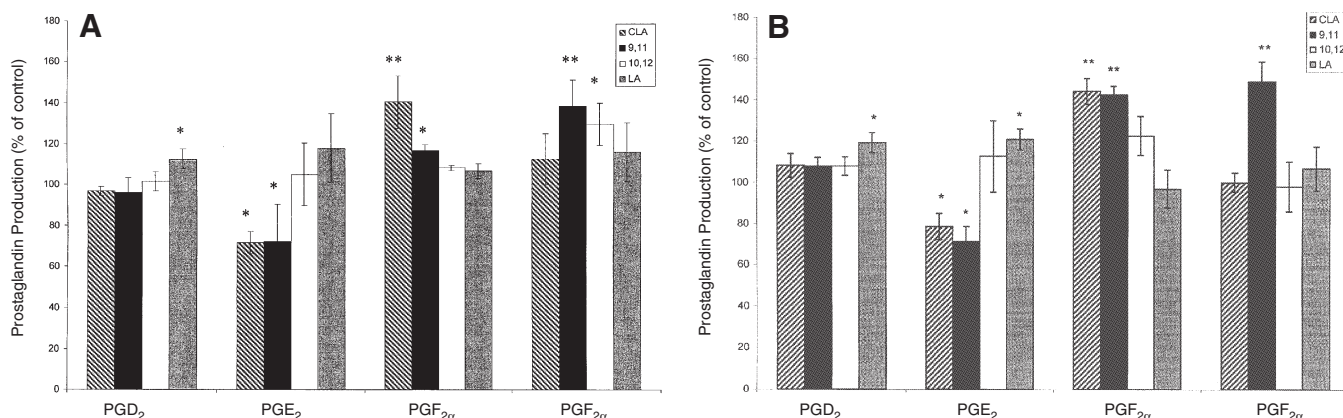 A
Prostaglandin Production (% of control)
180
160
140
120
100
80
60
40
20
0
CLA
9,11
10,12
LA
*
*
*
**
*
**
*
PGD2
PGE2
PGF2α
PGF2α
B
Prostaglandin Production (% of control)
180
160
140
120
100
80
60
40
20
0
CLA
9,11
10,12
LA
*
*
*
*
**
**
**
PGD2
PGE2
PGF2α
PGF2α